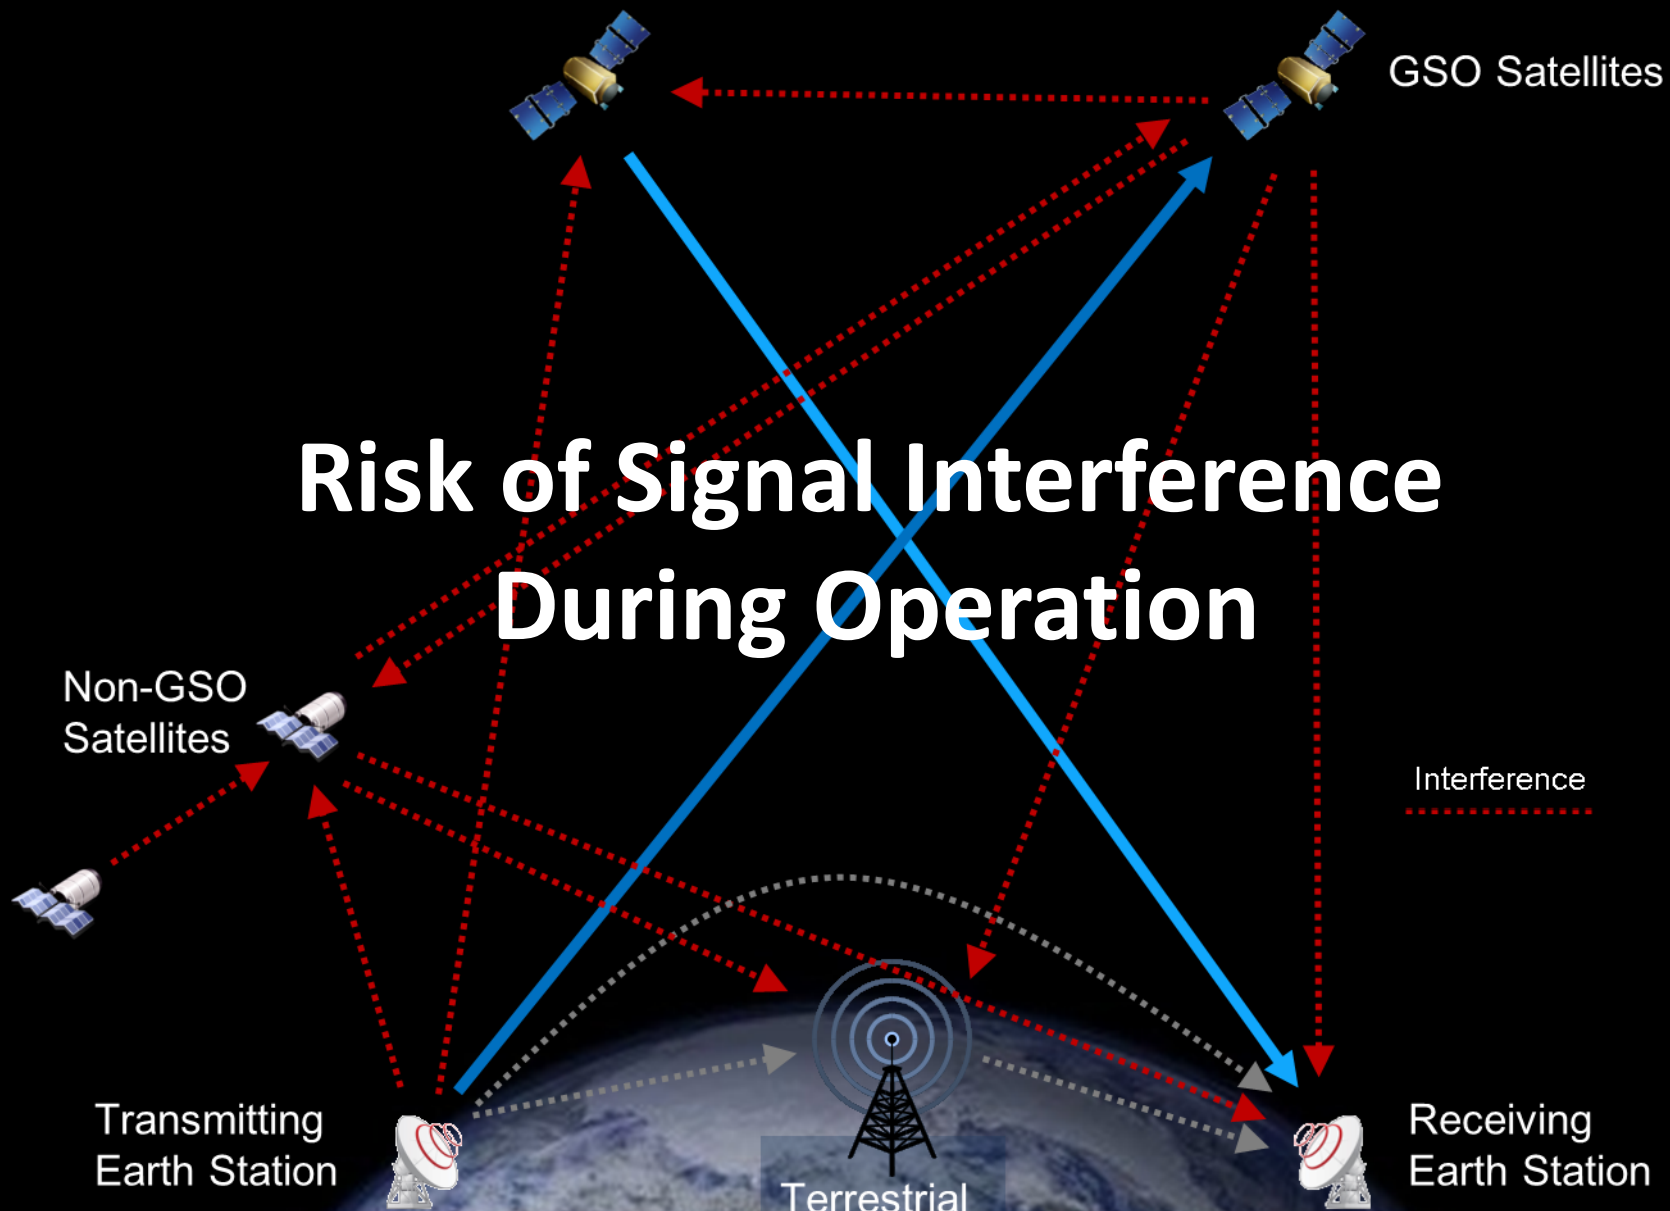 GSO Satellites
Risk of Signal Interference
During Operation
Non-GSO
Satellites
Interference
Transmitting
Earth Station
Terrestrial
Receiving
Earth Station